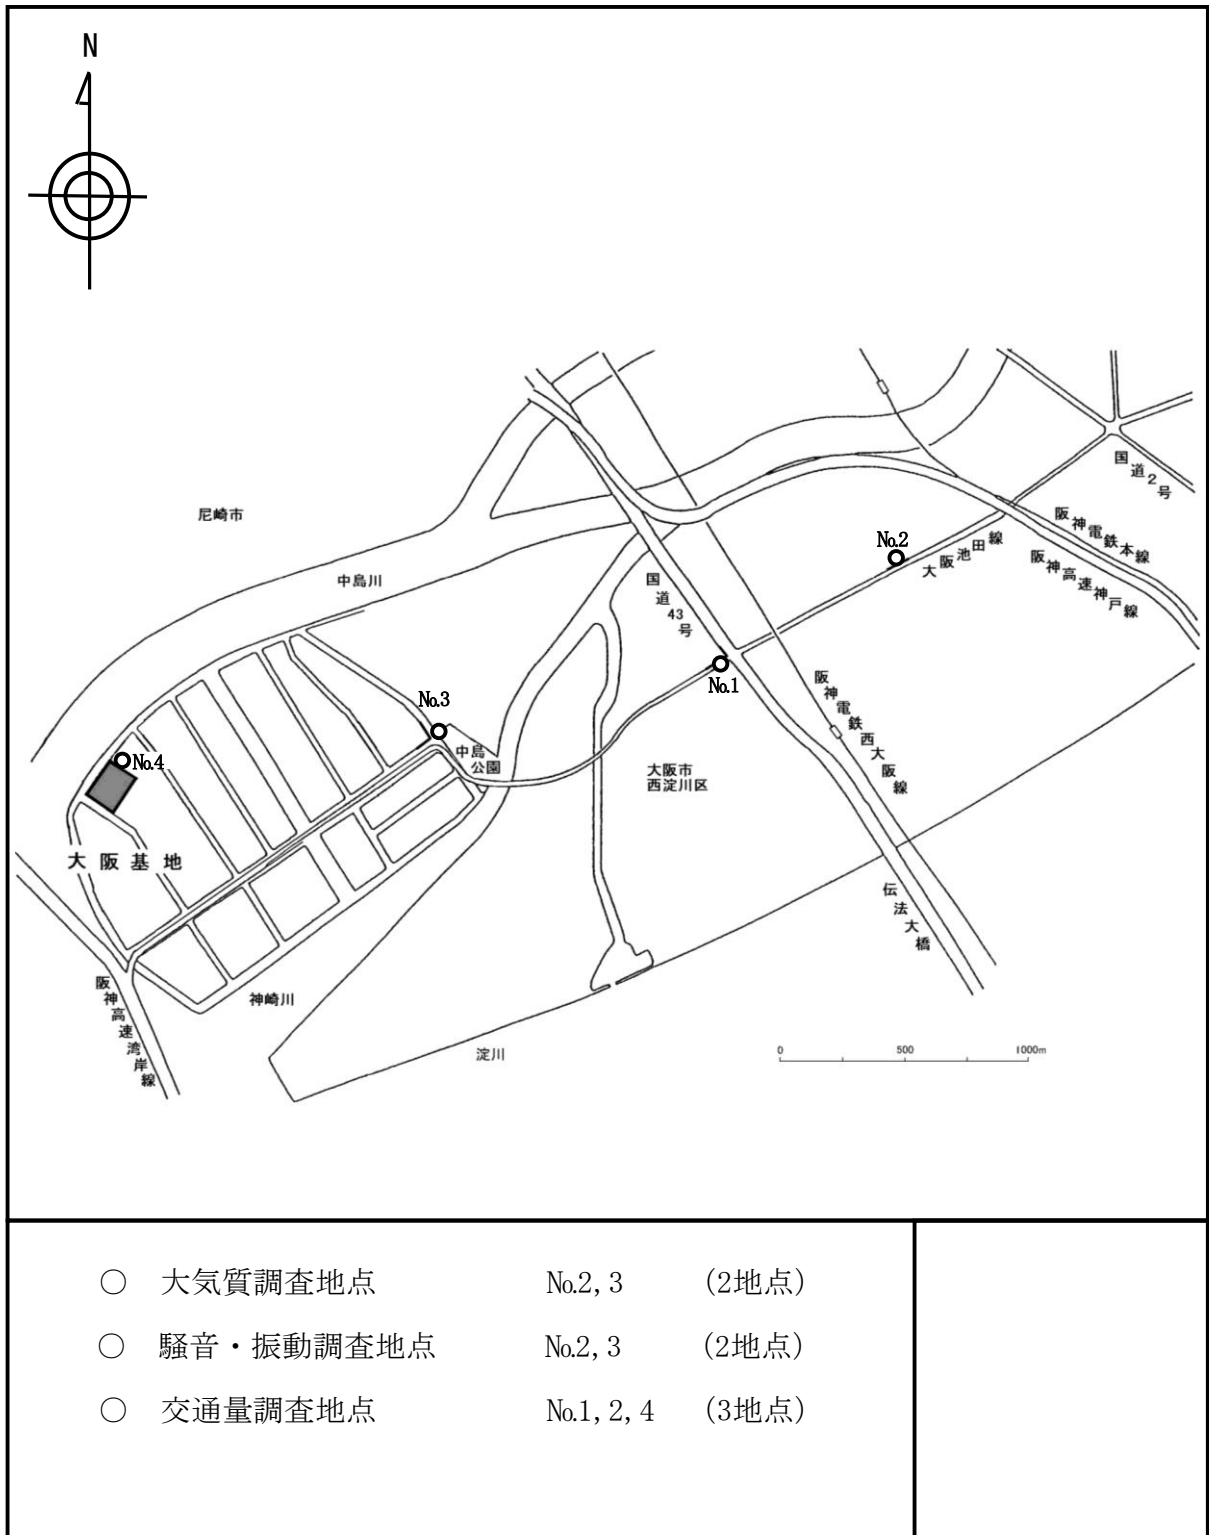 N
国道2号
尼崎市
阪神電鉄本線
No.2
大阪池田線
阪神高速神戸線
中島川
国道43号
No.1
阪神電鉄西大阪線
No.3
中島
公園
No.4
大阪市
西淀川区
大阪基地
伝法大橋
阪神高速湾岸線
神崎川
淀川
0 500 1000m
○ 大気質調査地点 No.2, 3 (2地点)
○ 騒音・振動調査地点 No.2, 3 (2地点)
○ 交通量調査地点 No.1, 2, 4 (3地点)